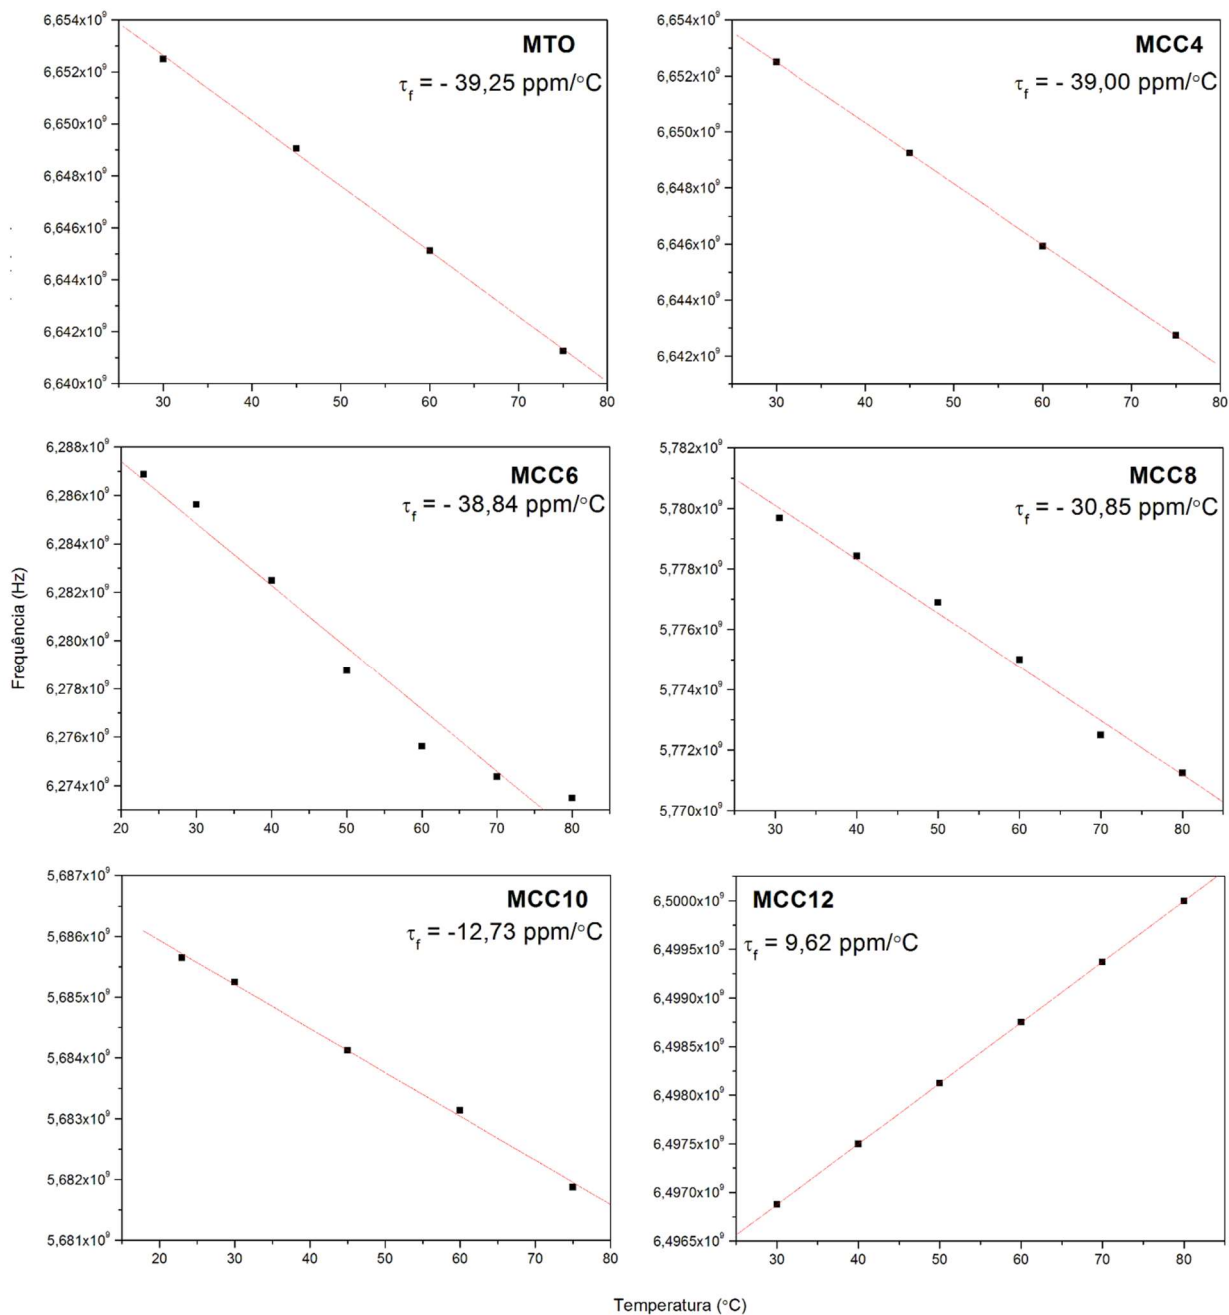 MTO
τf = - 39,25 ppm/°C
6,654x10⁹
6,652x10⁹
6,650x10⁹
6,648x10⁹
6,646x10⁹
6,644x10⁹
6,642x10⁹
6,640x10⁹
30 40 50 60 70 80
MCC4
τf = - 39,00 ppm/°C
6,654x10⁹
6,652x10⁹
6,650x10⁹
6,648x10⁹
6,646x10⁹
6,644x10⁹
6,642x10⁹
30 40 50 60 70 80
Frequência (Hz)
MCC6
τf = - 38,84 ppm/°C
6,288x10⁹
6,286x10⁹
6,284x10⁹
6,282x10⁹
6,280x10⁹
6,278x10⁹
6,276x10⁹
6,274x10⁹
20 30 40 50 60 70 80
MCC8
τf = - 30,85 ppm/°C
5,782x10⁹
5,780x10⁹
5,778x10⁹
5,776x10⁹
5,774x10⁹
5,772x10⁹
5,770x10⁹
30 40 50 60 70 80
MCC10
τf = -12,73 ppm/°C
5,687x10⁹
5,686x10⁹
5,685x10⁹
5,684x10⁹
5,683x10⁹
5,682x10⁹
5,681x10⁹
20 30 40 50 60 70 80
MCC12
τf = 9,62 ppm/°C
6,5000x10⁹
6,4995x10⁹
6,4990x10⁹
6,4985x10⁹
6,4980x10⁹
6,4975x10⁹
6,4970x10⁹
6,4965x10⁹
30 40 50 60 70 80
Temperatura (°C)